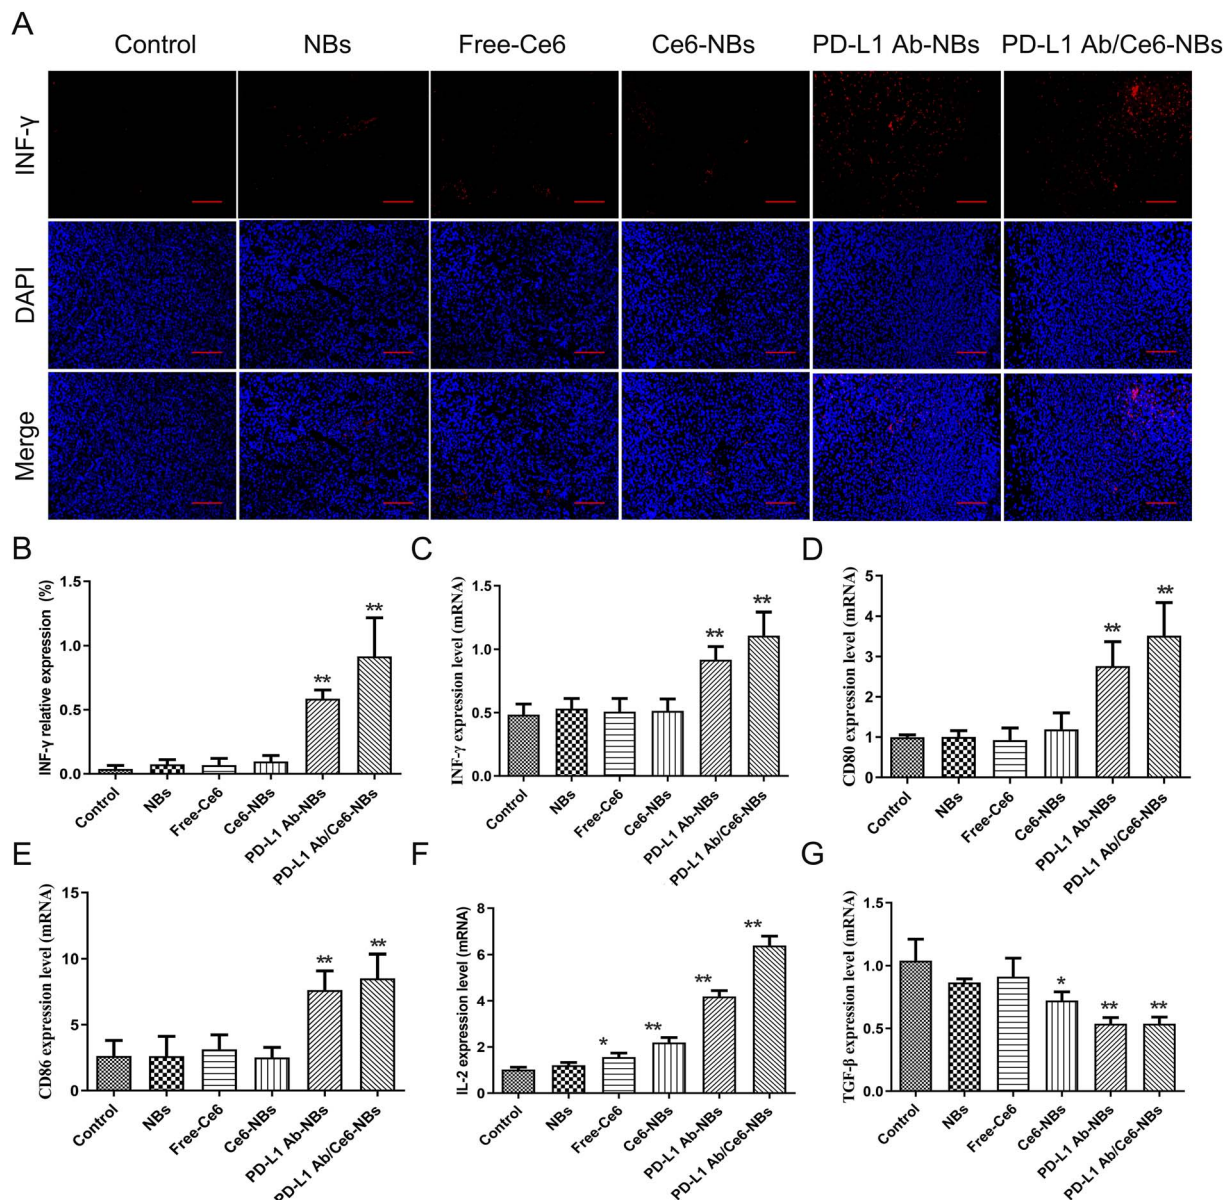 A
Control NBs Free-Ce6 Ce6-NBs PD-L1 Ab-NBs PD-L1 Ab/Ce6-NBs
INF-γ
DAPI
Merge
B
INF-γ relative expression (%)
1.5
1.0
0.5
0.0
** **
Control NBs Free-Ce6 Ce6-NBs PD-L1 Ab-NBs PD-L1 Ab/Ce6-NBs
C
INF-γ expression level (mRNA)
1.5
1.0
0.5
0.0
** **
Control NBs Free-Ce6 Ce6-NBs PD-L1 Ab-NBs PD-L1 Ab/Ce6-NBs
D
CD80 expression level (mRNA)
5
4
3
2
1
0
** **
Control NBs Free-Ce6 Ce6-NBs PD-L1 Ab-NBs PD-L1 Ab/Ce6-NBs
E
CD86 expression level (mRNA)
15
10
5
0
** **
Control NBs Free-Ce6 Ce6-NBs PD-L1 Ab-NBs PD-L1 Ab/Ce6-NBs
F
IL-2 expression level (mRNA)
8
6
4
2
0
* ** ** **
Control NBs Free-Ce6 Ce6-NBs PD-L1 Ab-NBs PD-L1 Ab/Ce6-NBs
G
TGF-β expression level (mRNA)
1.5
1.0
0.5
0.0
* ** **
Control NBs Free-Ce6 Ce6-NBs PD-L1 Ab-NBs PD-L1 Ab/Ce6-NBs